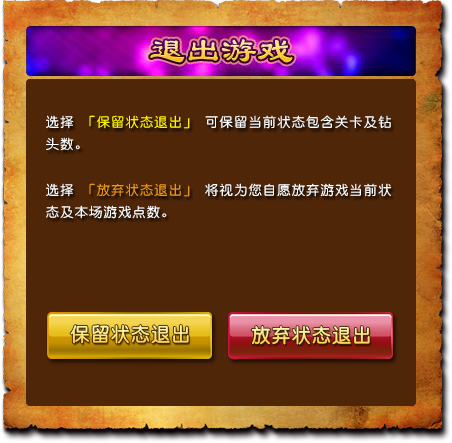 退出游戏
选择 「保留状态退出」 可保留当前状态包含关卡及钻
头数。
选择 「放弃状态退出」 将视为您自愿放弃游戏当前状
态及本场游戏点数。
保留状态退出
放弃状态退出